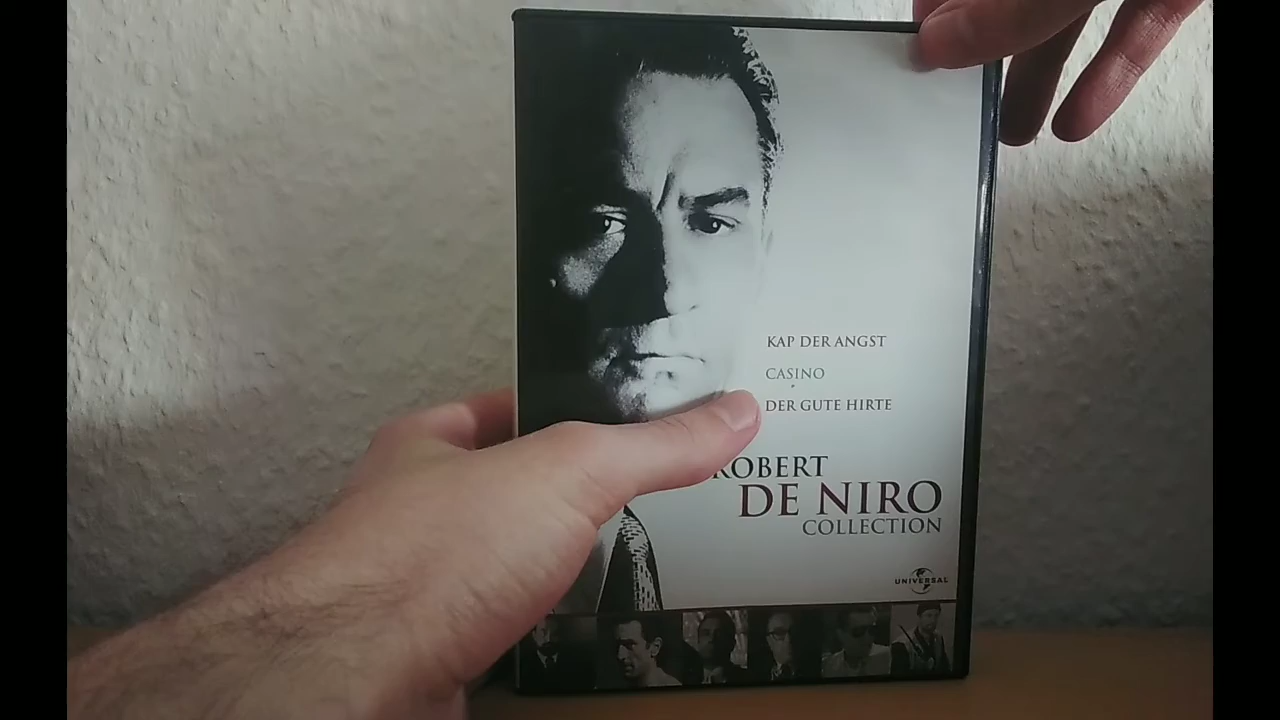 KAP DER ANGST
CASINO
DER GUTE HIRTE
ROBERT
DE NIRO
COLLECTION
UNIVERSAL